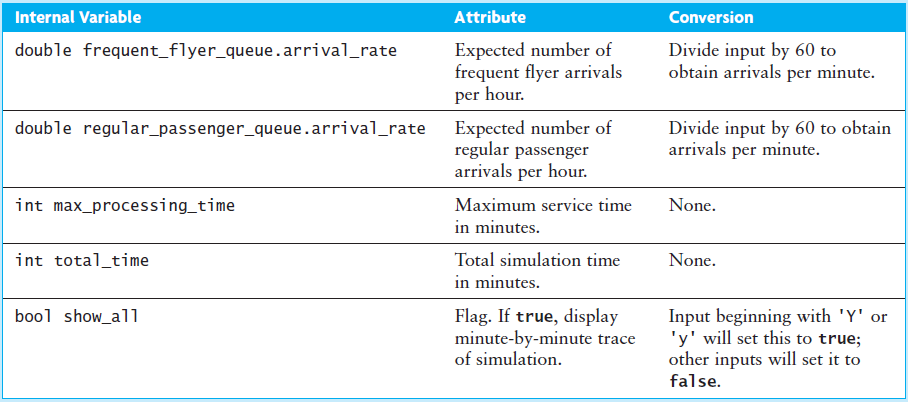 Internal Variable Attribute Conversion
double frequent_flyer_queue.arrival_rate Expected number of Divide input by 60 to
frequent flyer arrivals obtain arrivals per minute.
per hour.
double regular_passenger_queue.arrival_rate Expected number of Divide input by 60 to obtain
regular passenger arrivals per minute.
arrivals per hour.
int max_processing_time Maximum service time None.
in minutes.
int total_time Total simulation time None.
in minutes.
bool show_all Flag. If true, display Input beginning with 'Y' or
minute-by-minute trace 'y' will set this to true;
of simulation. other inputs will set it to
false.